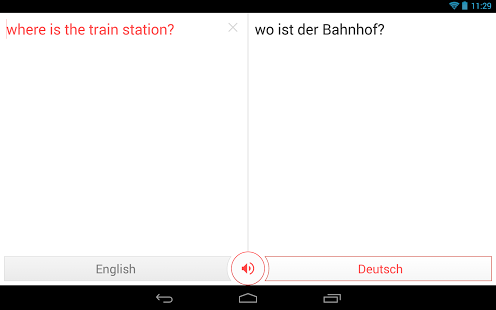 11:29
where is the train station?
wo ist der Bahnhof?
English
Deutsch